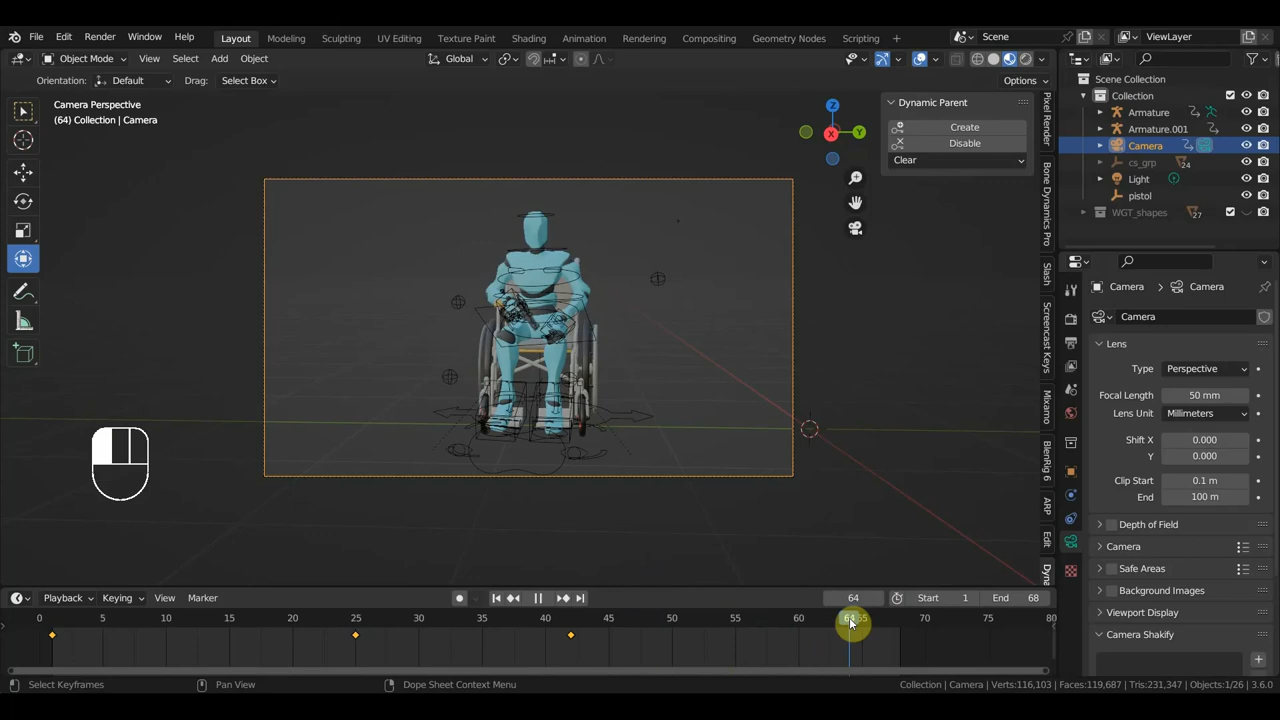 File Edit Render Window Help Layout Modeling Sculpting UV Editing Texture Paint Shading Animation Rendering Compositing Geometry Nodes Scripting + Scene ViewLayer
Object Mode View Select Add Object Global
Orientation: Default Drag: Select Box Options
Scene Collection
Collection
Armature
Armature.001
Camera
cs_grp 24
Light
pistol
WGT_shapes 27
Camera Perspective
(64) Collection | Camera
Z
Y
X
Dynamic Parent
Create
Disable
Clear
Pixel Render
Bone Dynamics Pro
Slash
Screencast Keys
Mixamo
BlenRig 6
ARP
Edit
Dyna
Camera > Camera
Camera
Lens
Type Perspective
Focal Length 50 mm
Lens Unit Millimeters
Shift X 0.000
Y 0.000
Clip Start 0.1 m
End 100 m
Depth of Field
Camera
Safe Areas
Background Images
Viewport Display
Camera Shakify
Playback Keying View Marker 64 Start 1 End 68
0 5 10 15 20 25 30 35 40 45 50 55 60 64 65 70 75 80
Select Keyframes Pan View Dope Sheet Context Menu Collection | Camera | Verts:116,103 | Faces:119,687 | Tris:231,347 | Objects:1/26 | 3.6.0